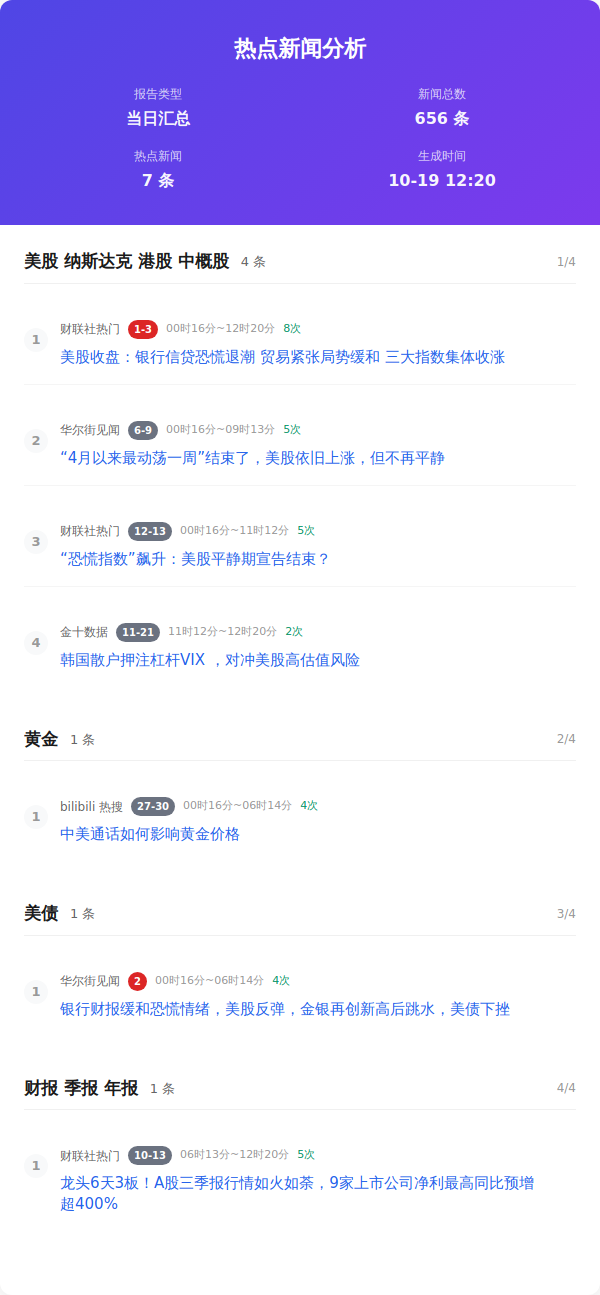 热点新闻分析
报告类型
当日汇总
新闻总数
656 条
热点新闻
7 条
生成时间
10-19 12:20
美股 纳斯达克 港股 中概股 4 条 1/4
1
财联社热门 1-3 00时16分~12时20分 8次
美股收盘：银行信贷恐慌退潮 贸易紧张局势缓和 三大指数集体收涨
2
华尔街见闻 6-9 00时16分~09时13分 5次
“4月以来最动荡一周”结束了，美股依旧上涨，但不再平静
3
财联社热门 12-13 00时16分~11时12分 5次
“恐慌指数”飙升：美股平静期宣告结束？
4
金十数据 11-21 11时12分~12时20分 2次
韩国散户押注杠杆VIX ，对冲美股高估值风险
黄金 1 条 2/4
1
bilibili 热搜 27-30 00时16分~06时14分 4次
中美通话如何影响黄金价格
美债 1 条 3/4
1
华尔街见闻 2 00时16分~06时14分 4次
银行财报缓和恐慌情绪，美股反弹，金银再创新高后跳水，美债下挫
财报 季报 年报 1 条 4/4
1
财联社热门 10-13 06时13分~12时20分 5次
龙头6天3板！A股三季报行情如火如荼，9家上市公司净利最高同比预增
超400%